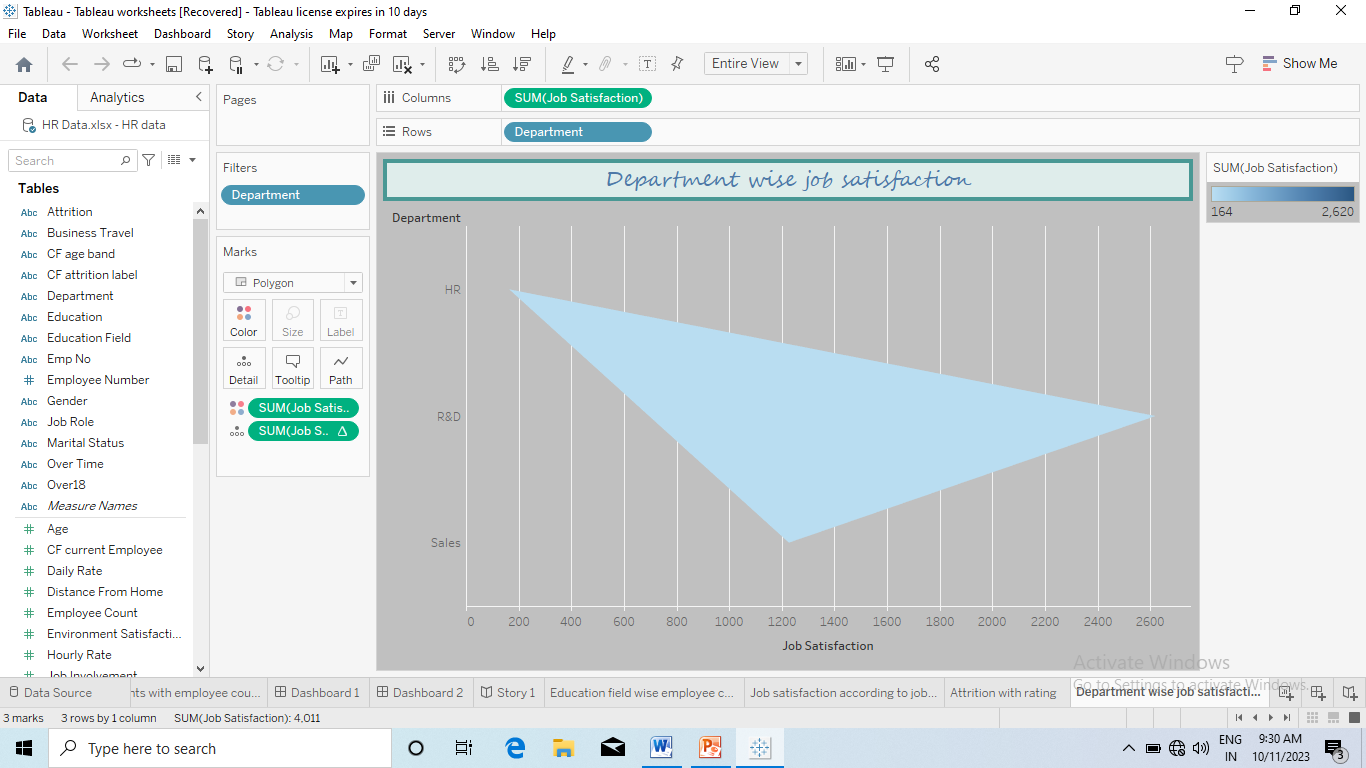 Tableau - Tableau worksheets [Recovered] - Tableau license expires in 10 days
File Data Worksheet Dashboard Story Analysis Map Format Server Window Help
Entire View
Show Me
Data Analytics
HR Data.xlsx - HR data
Search
Tables
Abc Attrition
Abc Business Travel
Abc CF age band
Abc CF attrition label
Abc Department
Abc Education
Abc Education Field
Abc Emp No
# Employee Number
Abc Gender
Abc Job Role
Abc Marital Status
Abc Over Time
Abc Over18
Abc Measure Names
# Age
# CF current Employee
# Daily Rate
# Distance From Home
# Employee Count
# Environment Satisfacti...
# Hourly Rate
# Job Involvement
Pages
Filters
Department
Marks
Polygon
Color Size Label
Detail Tooltip Path
SUM(Job Satis..
SUM(Job S.. Δ
Columns SUM(Job Satisfaction)
Rows Department
Department wise job satisfaction
Department
HR
R&D
Sales
0 200 400 600 800 1000 1200 1400 1600 1800 2000 2200 2400 2600
Job Satisfaction
SUM(Job Satisfaction)
164 2,620
Activate Windows
Go to Settings to activate Windows.
Data Source nts with employee cou... Dashboard 1 Dashboard 2 Story 1 Education field wise employee c... Job satisfaction according to job... Attrition with rating Department wise job satisfacti...
3 marks 3 rows by 1 column SUM(Job Satisfaction): 4,011
Type here to search
ENG
IN
9:30 AM
10/11/2023
3